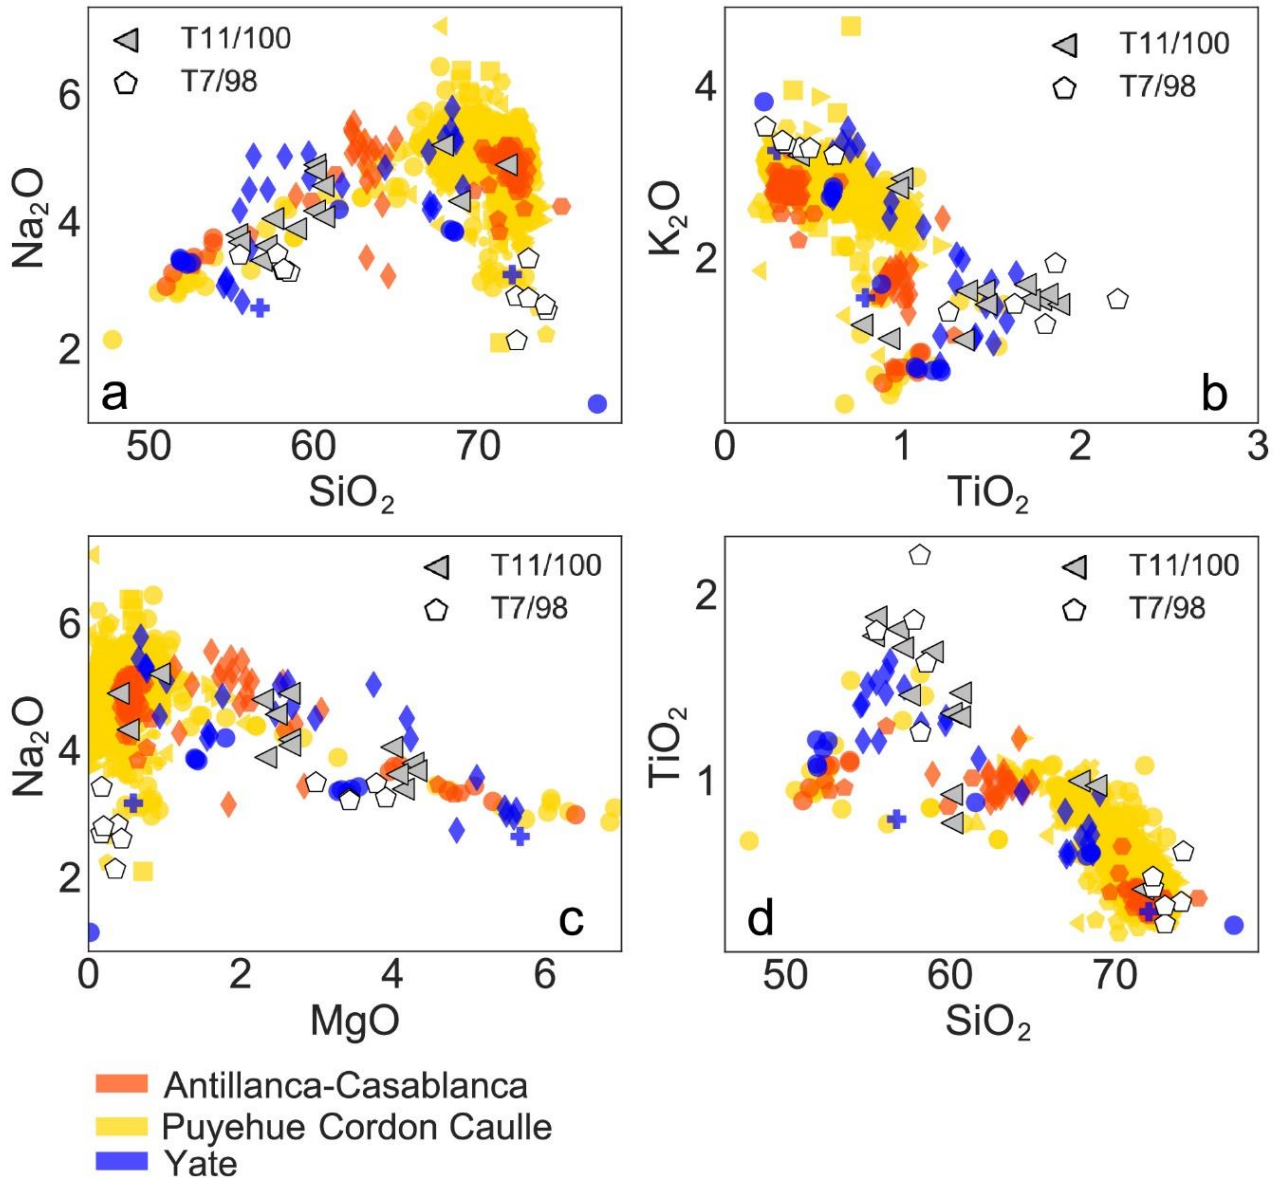 T11/100
T7/98
6
4
2
Na₂O
50
60
70
SiO₂
a
T11/100
T7/98
4
2
K₂O
0
1
2
3
TiO₂
b
T11/100
T7/98
6
4
2
Na₂O
0
2
4
6
MgO
c
T11/100
T7/98
2
1
TiO₂
50
60
70
SiO₂
d
Antillanca-Casablanca
Puyehue Cordon Caulle
Yate